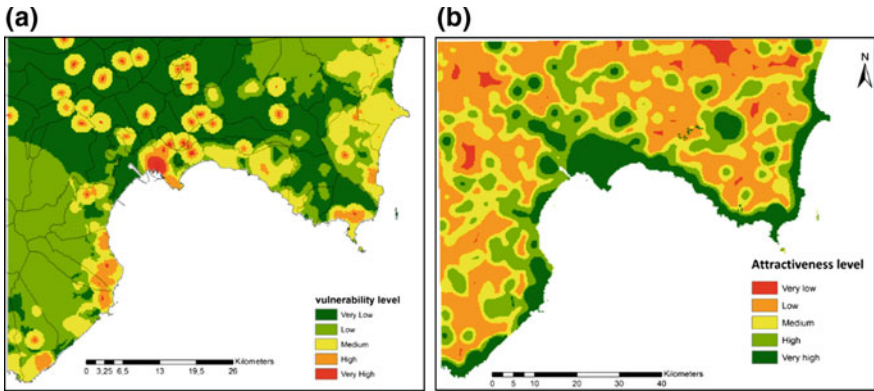 (a)
vulnerability level
Very Low
Low
Medium
High
Very High
Kilometers
0 3,25 6,5 13 19,5 26
(b)
N
Attractiveness level
Very low
Low
Medium
High
Very high
Kilometers
0 5 10 20 30 40